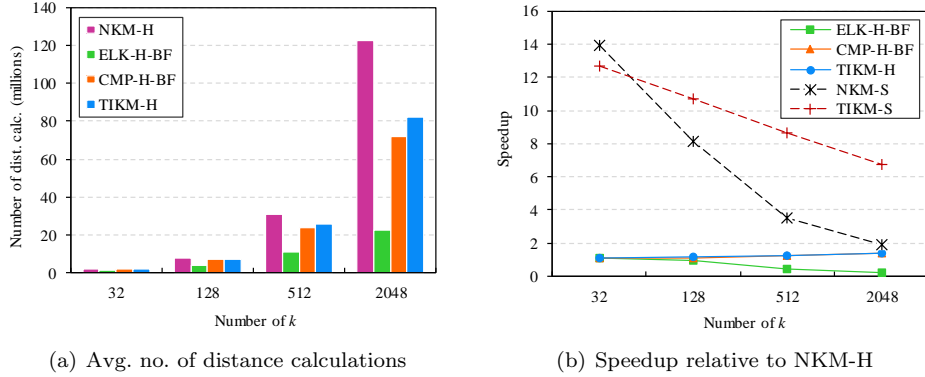 140
120
100
80
60
40
20
0
Number of dist. calc. (millions)
NKM-H
ELK-H-BF
CMP-H-BF
TIKM-H
32 128 512 2048
Number of k
(a) Avg. no. of distance calculations
16
14
12
10
8
6
4
2
0
Speedup
ELK-H-BF
CMP-H-BF
TIKM-H
NKM-S
TIKM-S
32 128 512 2048
Number of k
(b) Speedup relative to NKM-H